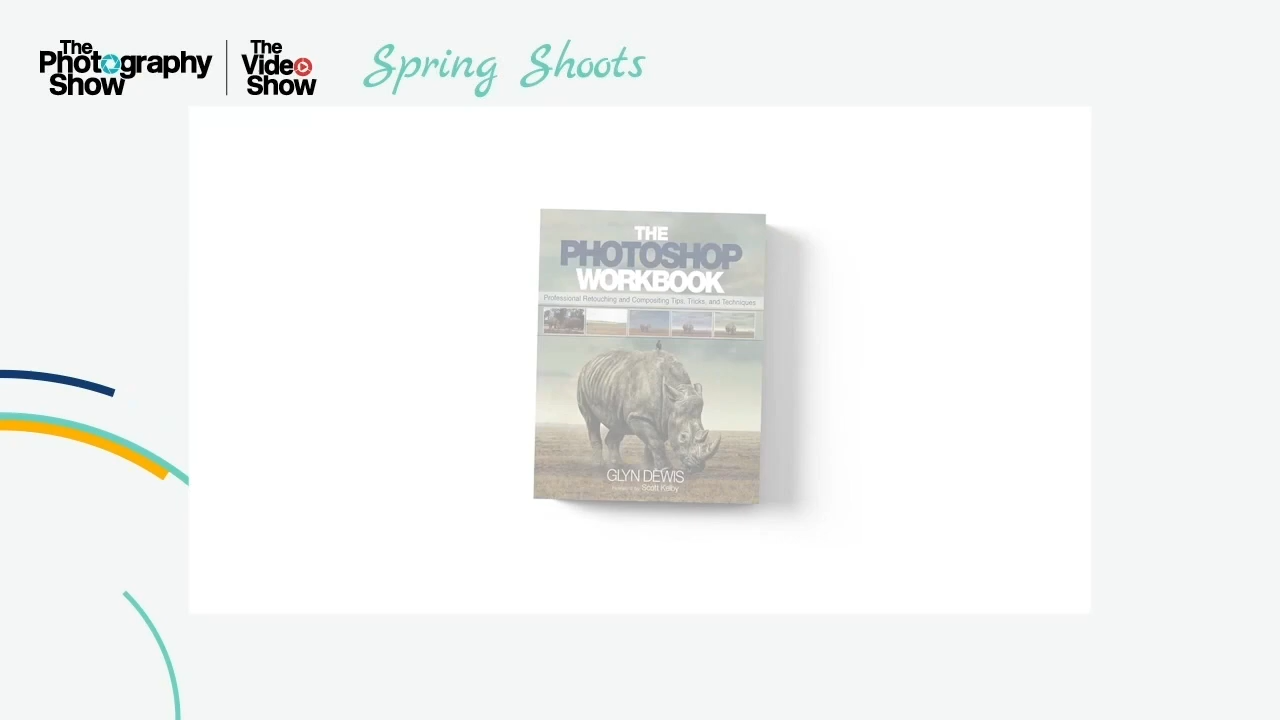 The
Photography
Show
The
Video
Show
Spring Shoots
THE
PHOTOSHOP
WORKBOOK
Professional Retouching and Compositing Tips, Tricks, and Techniques
GLYN DEWIS
Scott Kelby